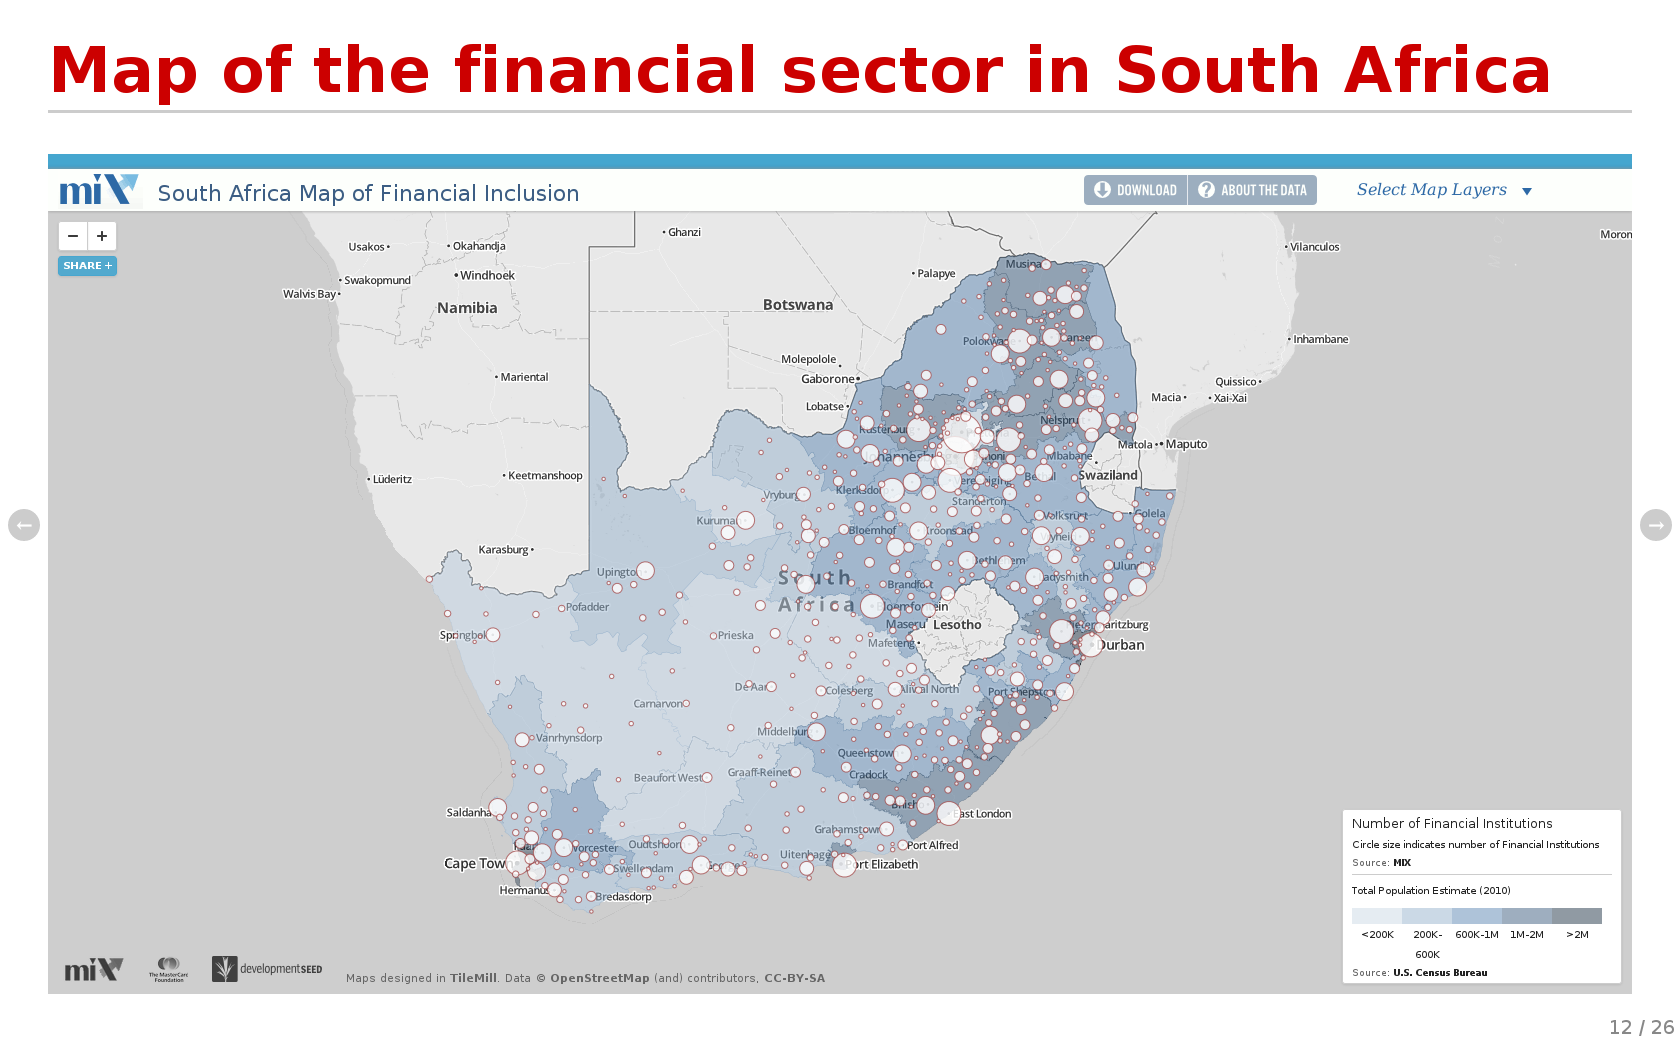 Map of the financial sector in South Africa
miX South Africa Map of Financial Inclusion
DOWNLOAD ABOUT THE DATA Select Map Layers
− +
SHARE +
Ghanzi
Usakos
Okahandja
Vilanculos
Windhoek
Swakopmund
Walvis Bay
Palapye
Musina
Namibia
Botswana
Inhambane
Molepolole
Gaborone
Mariental
Quissico
Macia
Xai-Xai
Lobatse
Nelspruit
Rustenburg
Matola
Maputo
Johannesburg
Mbabane
Swaziland
Lüderitz
Keetmanshoop
Klerksdorp
Vryburg
Standerton
Golela
Kuruman
Volksrust
Bloemhof
Kroonstad
Vryheid
Karasburg
Bethlehem
Upington
South
Africa
Ladysmith
Ulundi
Brandfort
Pofadder
Bloemfontein
Maseru
Lesotho
Springbok
Prieska
Mafeteng
Durban
De Aar
Colesberg
Aliwal North
Port Shepstone
Carnarvon
Middelburg
Vanrhynsdorp
Queenstown
Beaufort West
Graaff-Reinet
Cradock
Saldanha
Bhisho
East London
Grahamstown
Port Alfred
Worcester
Oudtshoorn
Uitenhage
Cape Town
Port Elizabeth
Swellendam
George
Hermanus
Bredasdorp
Number of Financial Institutions
Circle size indicates number of Financial Institutions
Source: MIX
Total Population Estimate (2010)
<200K 200K-600K 600K-1M 1M-2M >2M
Source: U.S. Census Bureau
miX The MasterCard Foundation developmentSEED
Maps designed in TileMill. Data © OpenStreetMap (and) contributors, CC-BY-SA
12 / 26